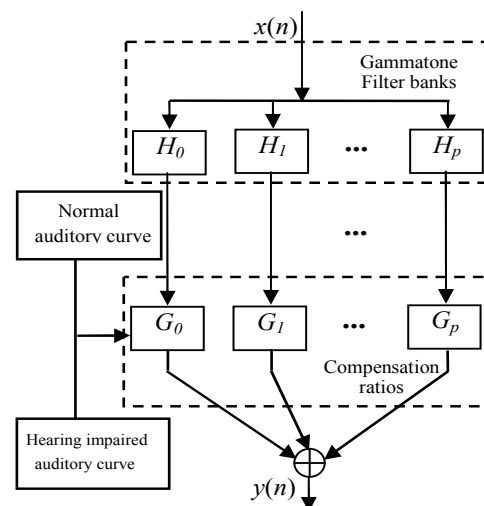 x(n)
Gammatone
Filter banks
H0 H1 ... Hp
Normal
auditory curve
...
G0 G1 ... Gp
Compensation
ratios
Hearing impaired
auditory curve
y(n)